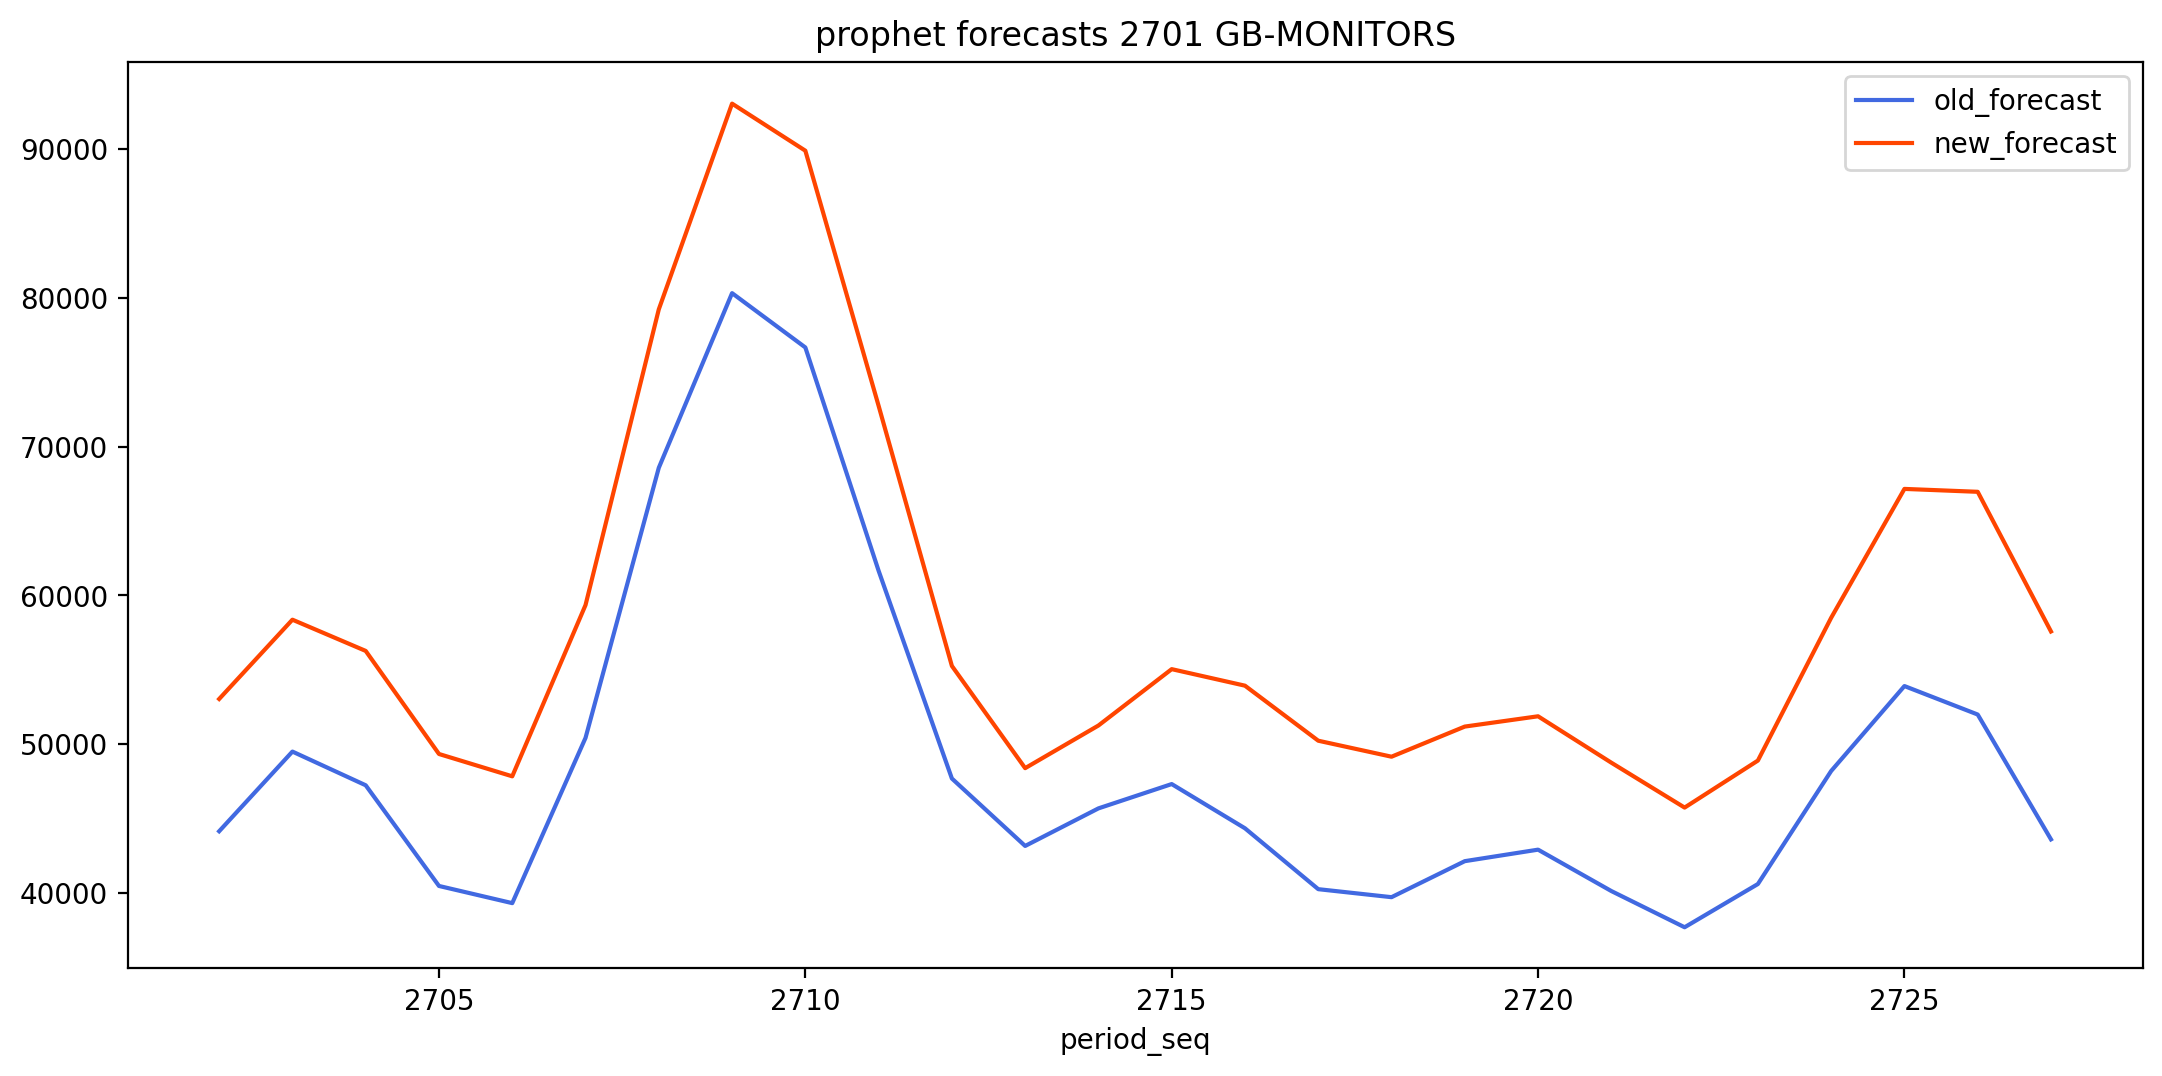 prophet forecasts 2701 GB-MONITORS
old_forecast
new_forecast
90000
80000
70000
60000
50000
40000
2705 2710 2715 2720 2725
period_seq